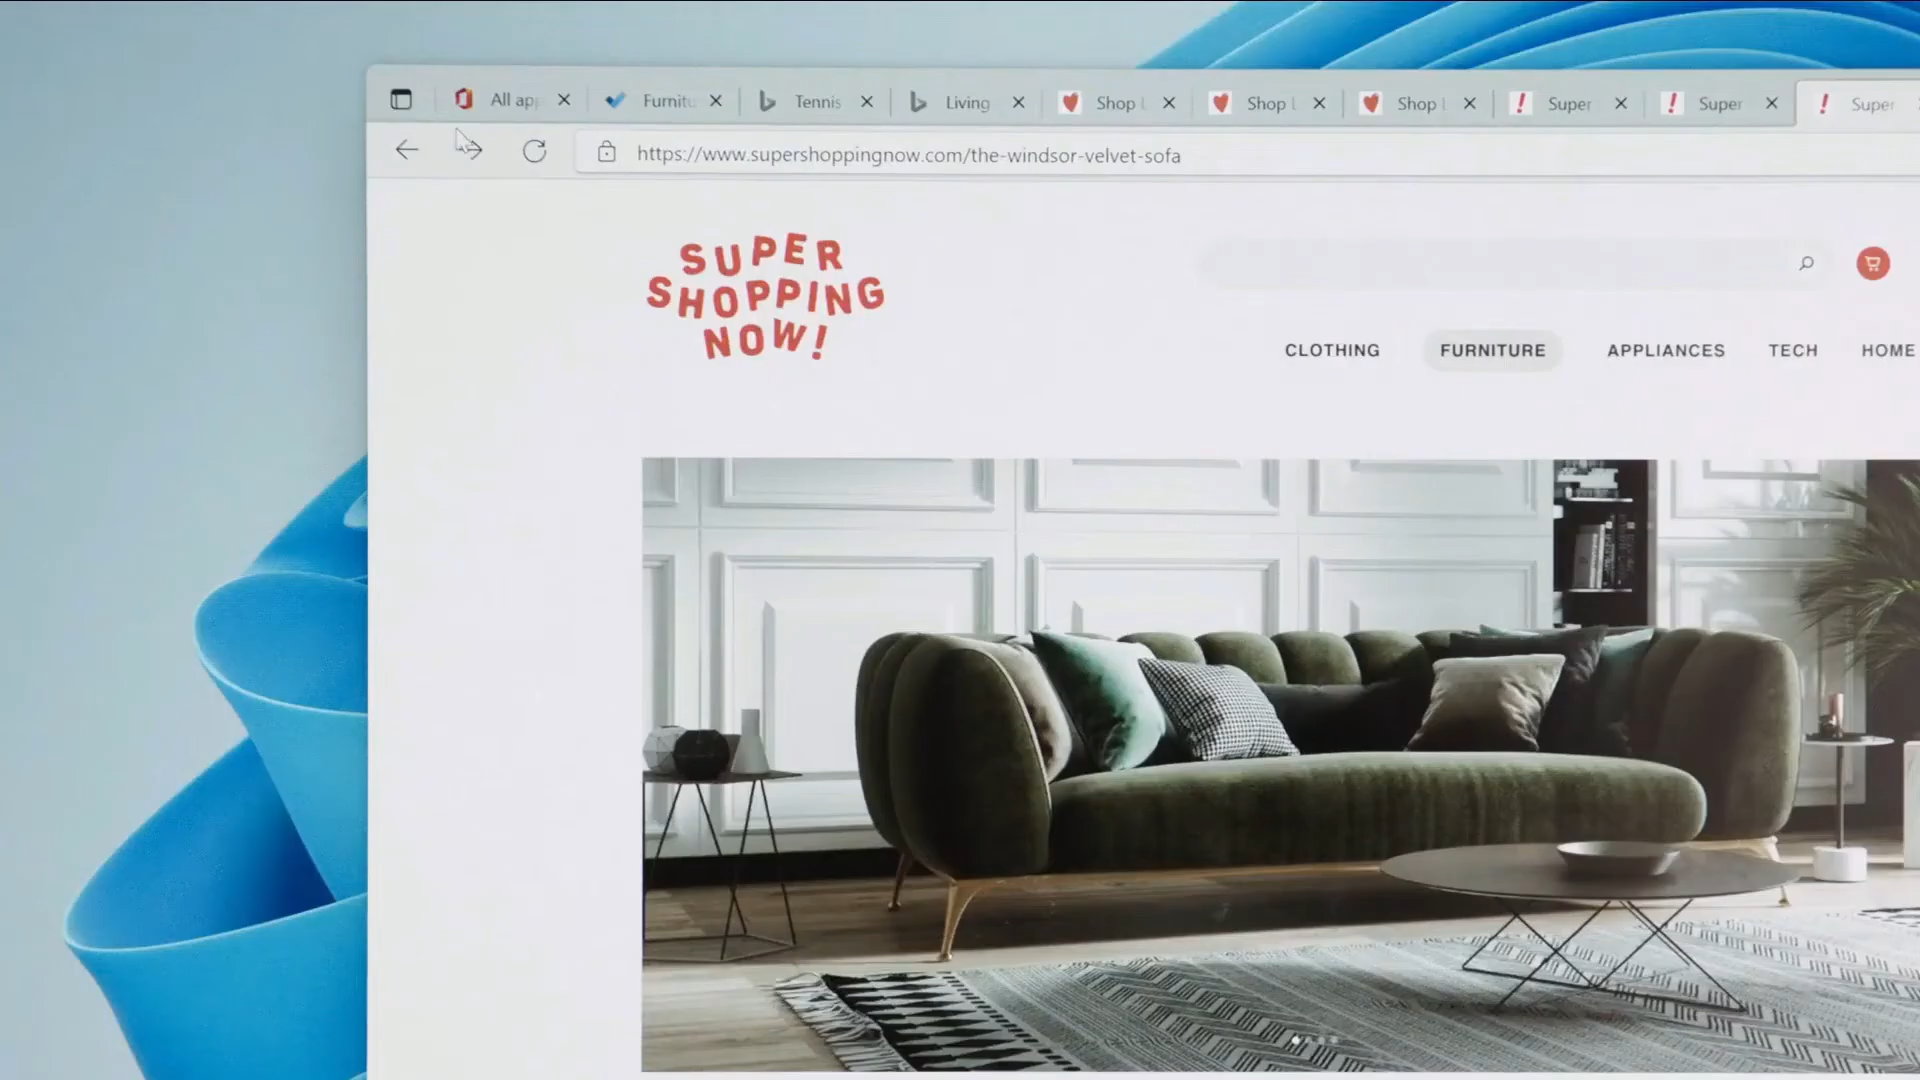 All ap
Furnitu
Tennis
Living
Shop L
Shop L
Shop L
Super
Super
Super
https://www.supershoppingnow.com/the-windsor-velvet-sofa
SUPER
SHOPPING
NOW!
CLOTHING
FURNITURE
APPLIANCES
TECH
HOME